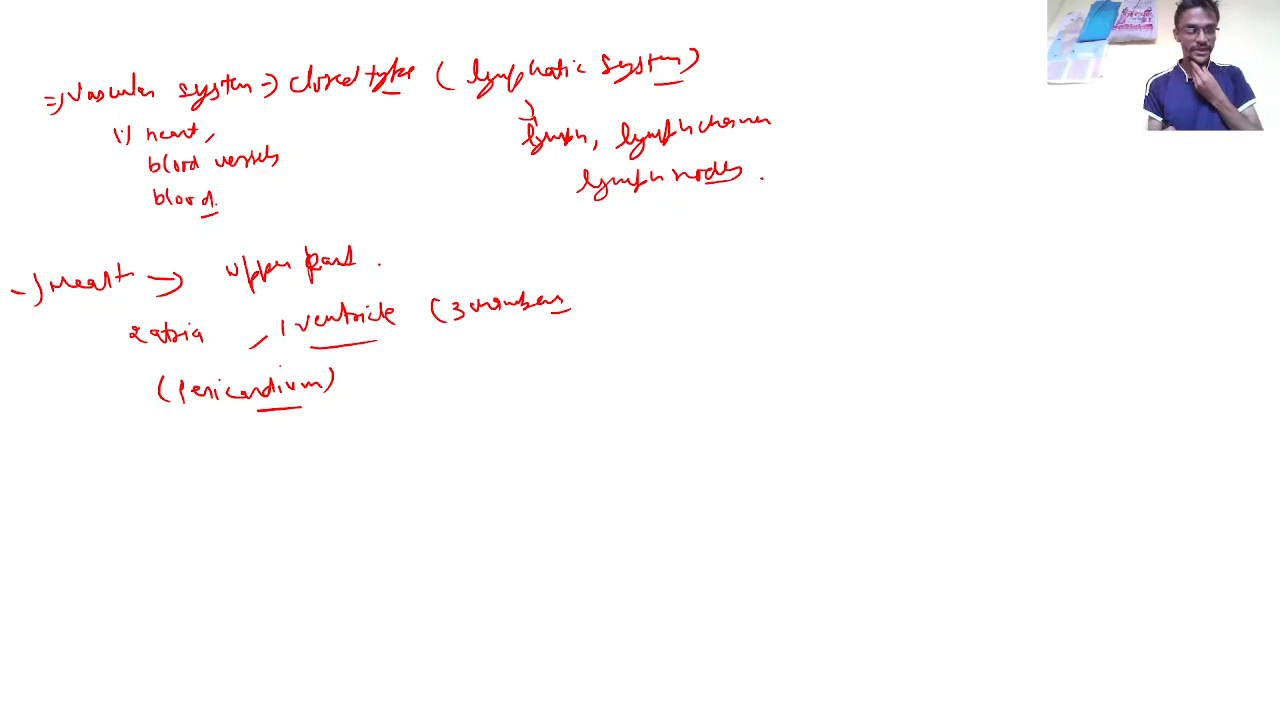 =) Vascular system => closed type ( lymphatic system )
1) heart,
blood vessels
blood.
lymph, lymph channer
lymph nodes.
-) Heart -> upper part.
2 atria , 1 ventricle (3 chambers
(Pericardium)